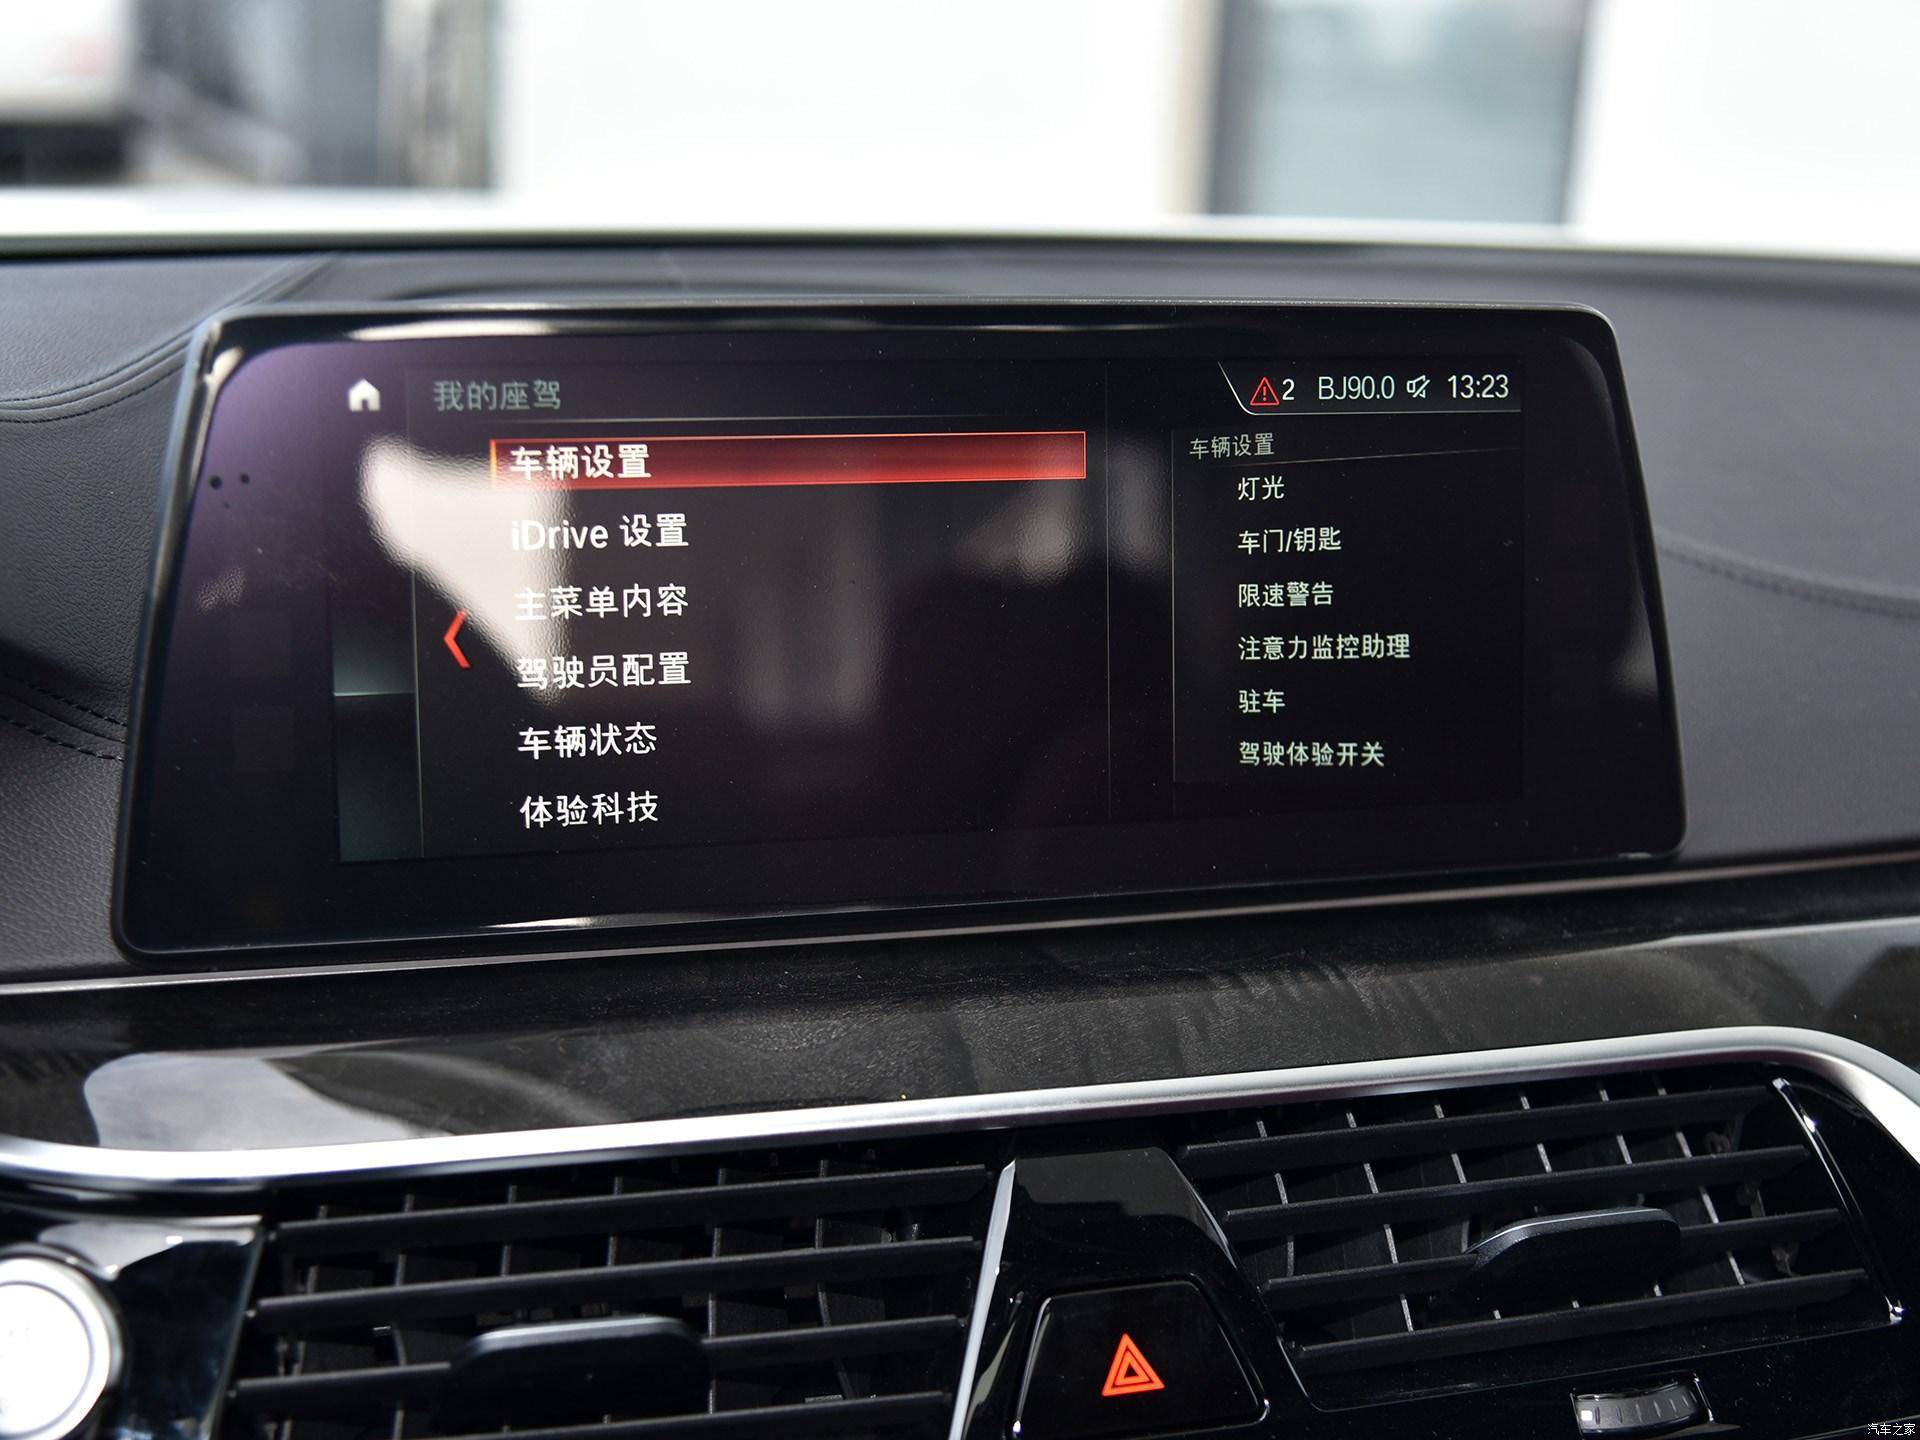 我的座驾
2 BJ90.0 13:23
车辆设置
iDrive 设置
主菜单内容
驾驶员配置
车辆状态
体验科技
车辆设置
灯光
车门/钥匙
限速警告
注意力监控助理
驻车
驾驶体验开关
汽车之家